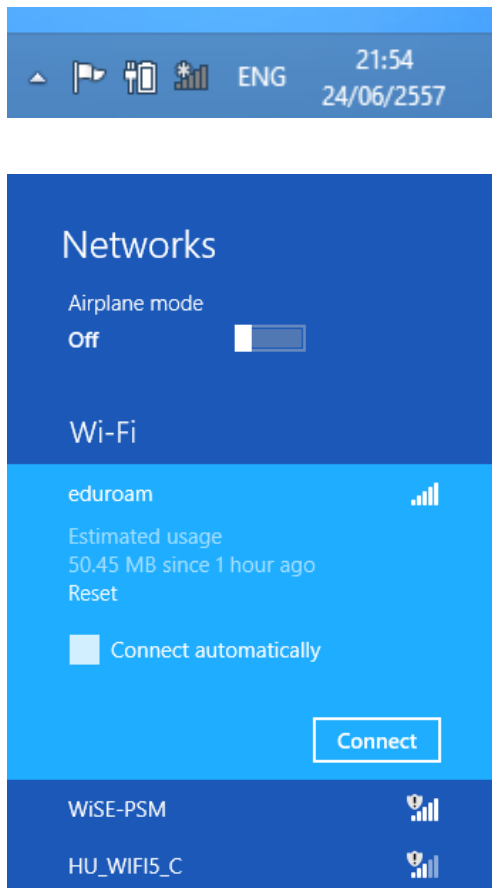 ENG
21:54
24/06/2557
Networks
Airplane mode
Off
Wi-Fi
eduroam
Estimated usage
50.45 MB since 1 hour ago
Reset
Connect automatically
Connect
WiSE-PSM
HU_WIFI5_C